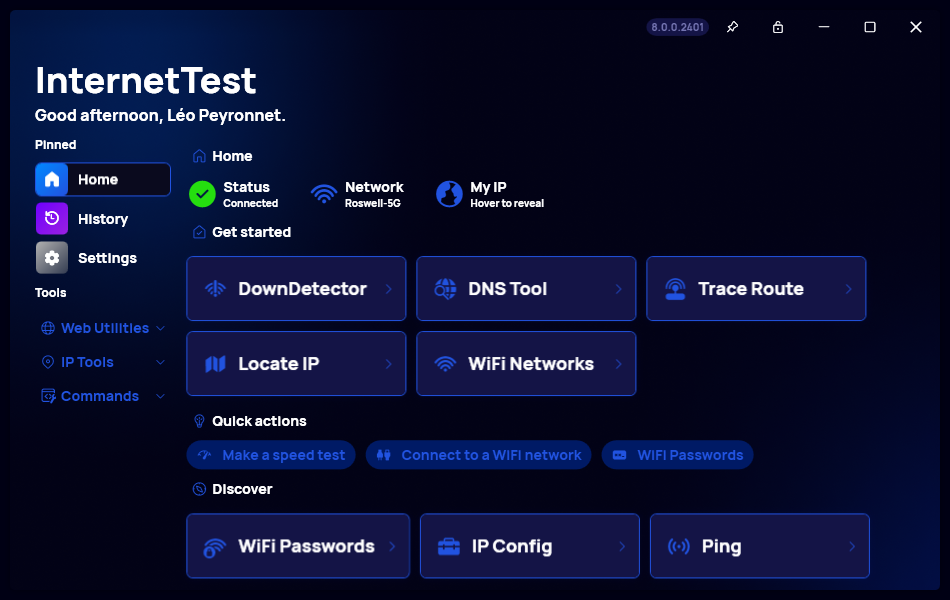 8.0.0.2401
InternetTest
Good afternoon, Léo Peyronnet.
Pinned
Home
History
Settings
Tools
Web Utilities
IP Tools
Commands
Home
Status
Connected
Network
Roswell-5G
My IP
Hover to reveal
Get started
DownDetector
DNS Tool
Trace Route
Locate IP
WiFi Networks
Quick actions
Make a speed test
Connect to a WiFi network
WiFi Passwords
Discover
WiFi Passwords
IP Config
Ping